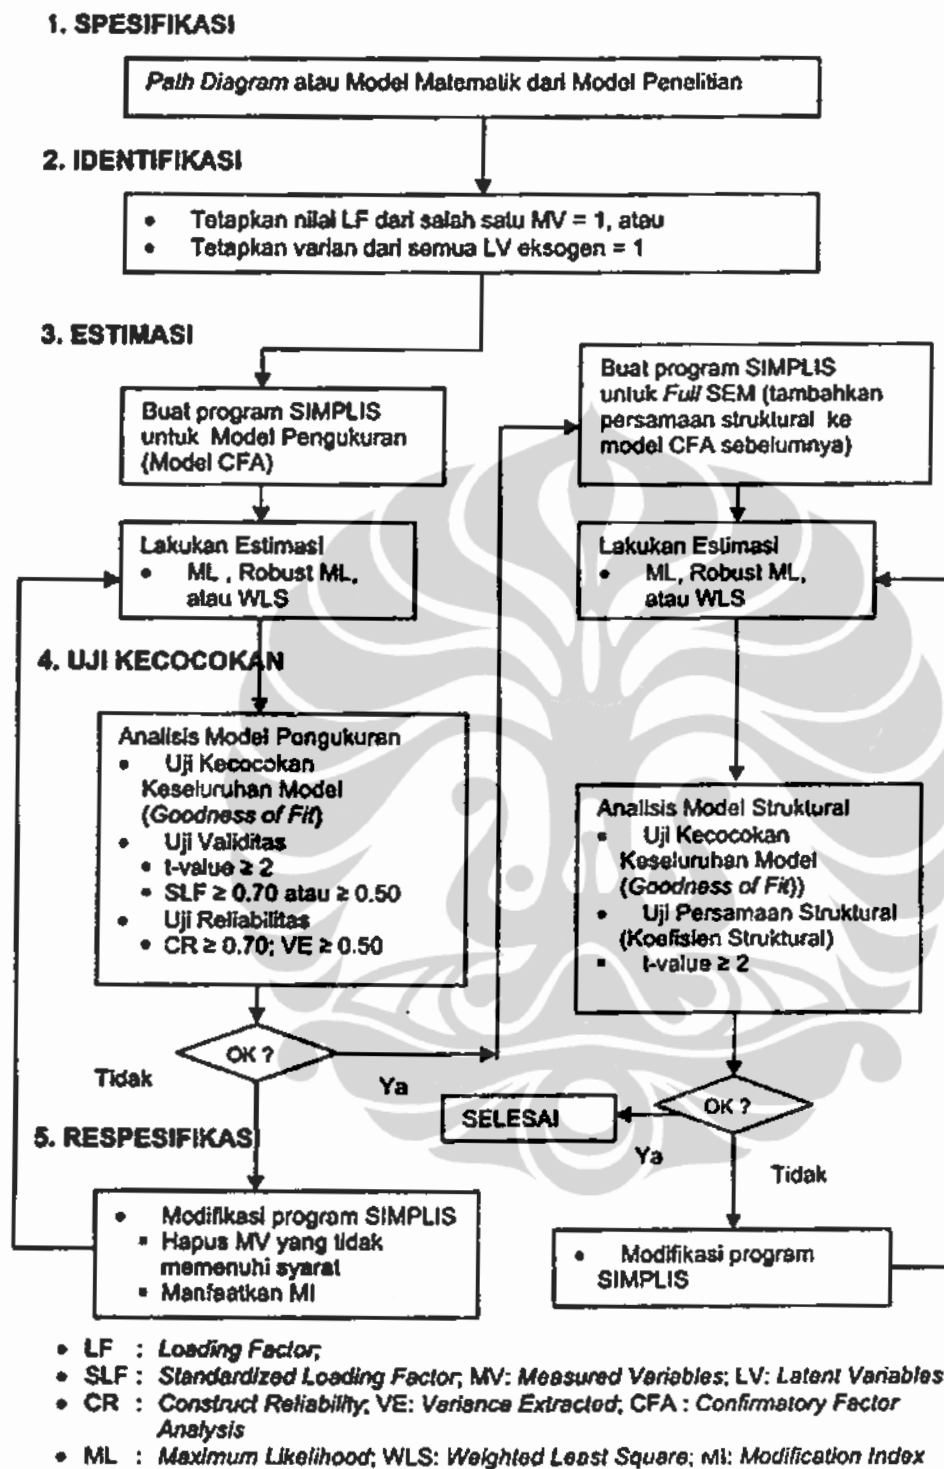 1. SPESIFIKASI
Path Diagram atau Model Matematik dari Model Penelitian
2. IDENTIFIKASI
• Tetapkan nilai LF dari salah satu MV = 1, atau
• Tetapkan varian dari semua LV eksogen = 1
3. ESTIMASI
Buat program SIMPLIS
untuk Model Pengukuran
(Model CFA)
Buat program SIMPLIS
untuk Full SEM (tambahkan
persamaan struktural ke
model CFA sebelumnya)
Lakukan Estimasi
• ML , Robust ML,
atau WLS
Lakukan Estimasi
• ML, Robust ML,
atau WLS
4. UJI KECOCOKAN
Analisis Model Pengukuran
• Uji Kecocokan
Keseluruhan Model
(Goodness of Fit)
• Uji Validitas
▪ t-value ≥ 2
▪ SLF ≥ 0.70 atau ≥ 0.50
• Uji Reliabilitas
▪ CR ≥ 0.70; VE ≥ 0.50
Analisis Model Struktural
• Uji Kecocokan
Keseluruhan Model
(Goodness of Fit))
• Uji Persamaan Struktural
(Koefisien Struktural)
▪ t-value ≥ 2
OK ?
Tidak
Ya
OK ?
SELESAI
Ya
Tidak
5. RESPESIFIKASI
• Modifikasi program SIMPLIS
▪ Hapus MV yang tidak
memenuhi syarat
▪ Manfaatkan MI
• Modifikasi program
SIMPLIS
• LF : Loading Factor;
• SLF : Standardized Loading Factor; MV: Measured Variables; LV: Latent Variables
• CR : Construct Reliability; VE: Variance Extracted; CFA : Confirmatory Factor
Analysis
• ML : Maximum Likelihood; WLS: Weighted Least Square; MI: Modification Index